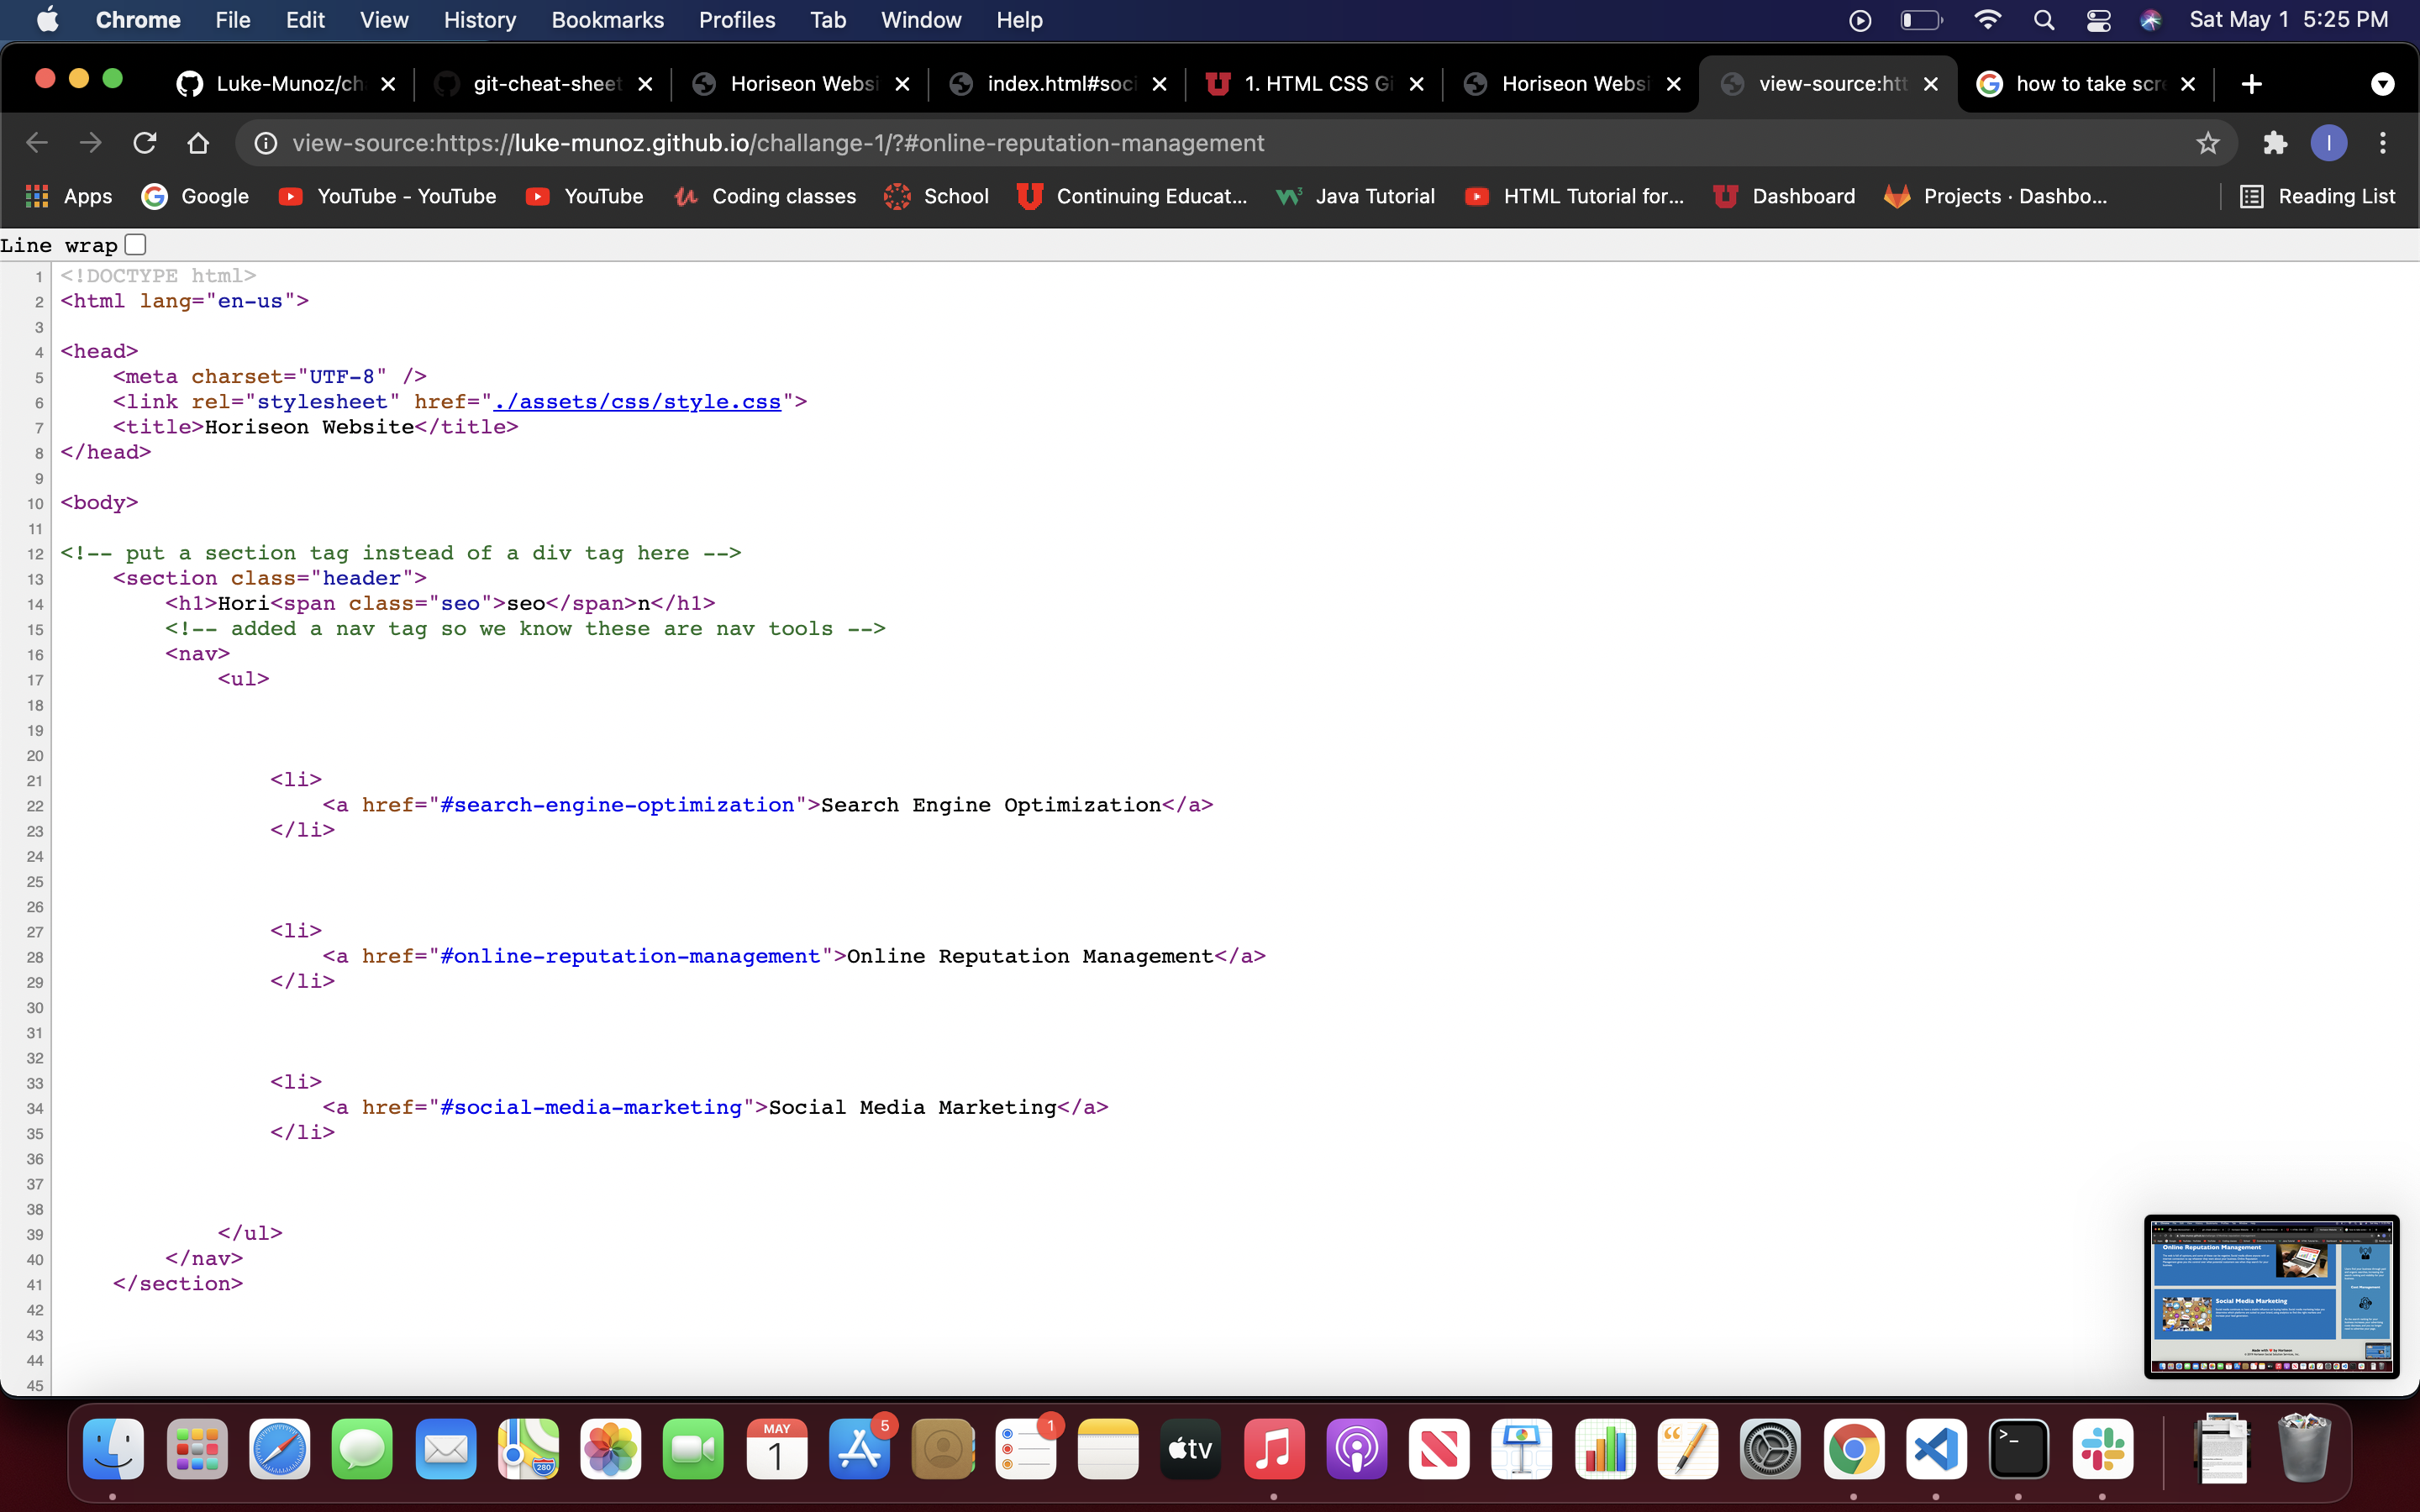 Chrome File Edit View History Bookmarks Profiles Tab Window Help Sat May 1 5:25 PM
Luke-Munoz/ch git-cheat-sheet Horiseon Websi index.html#soci 1. HTML CSS Gi Horiseon Websi view-source:htt how to take scre
view-source:https://luke-munoz.github.io/challange-1/?#online-reputation-management
Apps Google YouTube - YouTube YouTube Coding classes School Continuing Educat... Java Tutorial HTML Tutorial for... Dashboard Projects · Dashbo... Reading List
Line wrap
1 <!DOCTYPE html>
2 <html lang="en-us">
3
4 <head>
5 <meta charset="UTF-8" />
6 <link rel="stylesheet" href="./assets/css/style.css">
7 <title>Horiseon Website</title>
8 </head>
9
10 <body>
11
12 <!-- put a section tag instead of a div tag here -->
13 <section class="header">
14 <h1>Hori<span class="seo">seo</span>n</h1>
15 <!-- added a nav tag so we know these are nav tools -->
16 <nav>
17 <ul>
18
19
20
21 <li>
22 <a href="#search-engine-optimization">Search Engine Optimization</a>
23 </li>
24
25
26
27 <li>
28 <a href="#online-reputation-management">Online Reputation Management</a>
29 </li>
30
31
32
33 <li>
34 <a href="#social-media-marketing">Social Media Marketing</a>
35 </li>
36
37
38
39 </ul>
40 </nav>
41 </section>
42
43
44
45
Online Reputation Management
Social Media Marketing
MAY
1
5
1
tv
280